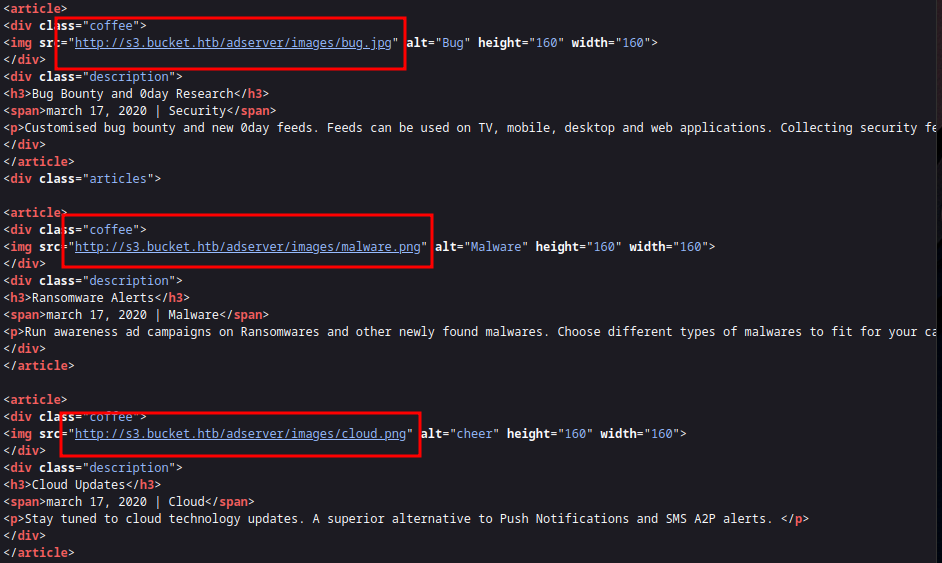 <article>
<div class="coffee">
<img src="http://s3.bucket.htb/adserver/images/bug.jpg" alt="Bug" height="160" width="160">
</div>
<div class="description">
<h3>Bug Bounty and 0day Research</h3>
<span>march 17, 2020 | Security</span>
<p>Customised bug bounty and new 0day feeds. Feeds can be used on TV, mobile, desktop and web applications. Collecting security
</div>
</article>
<div class="articles">
<article>
<div class="coffee">
<img src="http://s3.bucket.htb/adserver/images/malware.png" alt="Malware" height="160" width="160">
</div>
<div class="description">
<h3>Ransomware Alerts</h3>
<span>march 17, 2020 | Malware</span>
<p>Run awareness ad campaigns on Ransomwares and other newly found malwares. Choose different types of malwares to fit for your
</div>
</article>
<article>
<div class="coffee">
<img src="http://s3.bucket.htb/adserver/images/cloud.png" alt="cheer" height="160" width="160">
</div>
<div class="description">
<h3>Cloud Updates</h3>
<span>march 17, 2020 | Cloud</span>
<p>Stay tuned to cloud technology updates. A superior alternative to Push Notifications and SMS A2P alerts. </p>
</div>
</article>